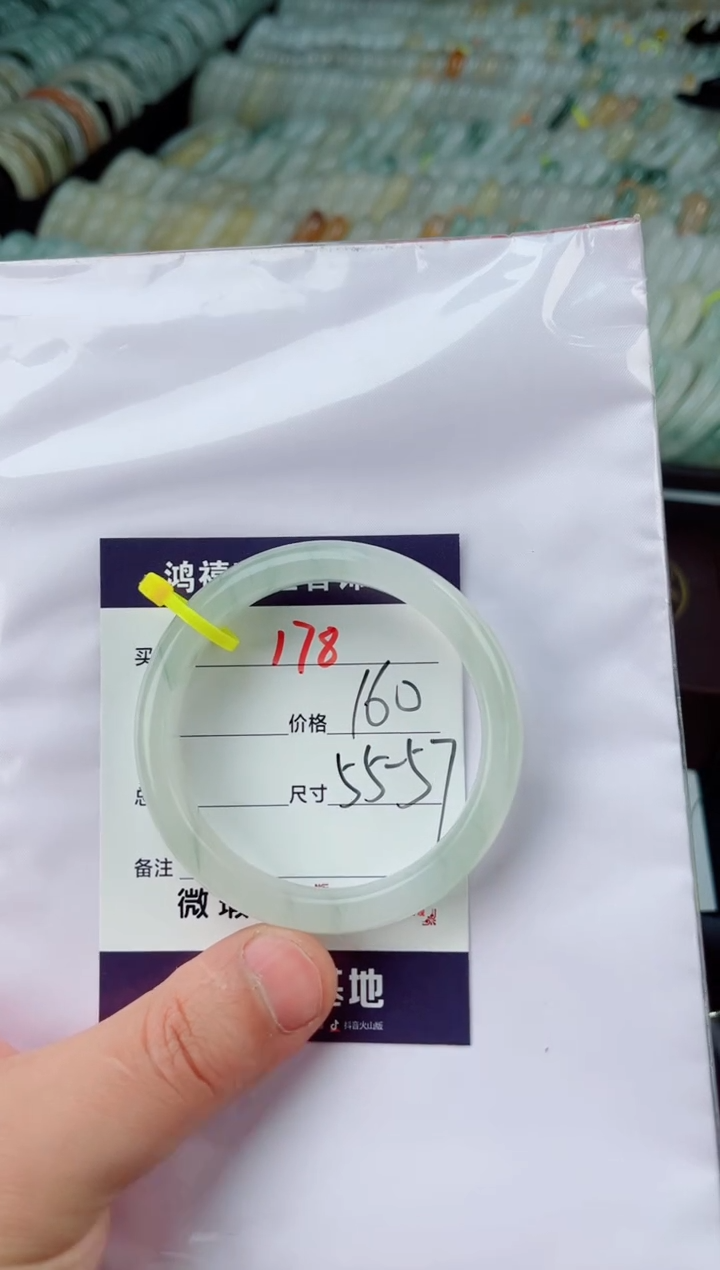 鸿禧
买 178
价格 160
尺寸 55-57
备注
微 瑕
基地
抖音火山版